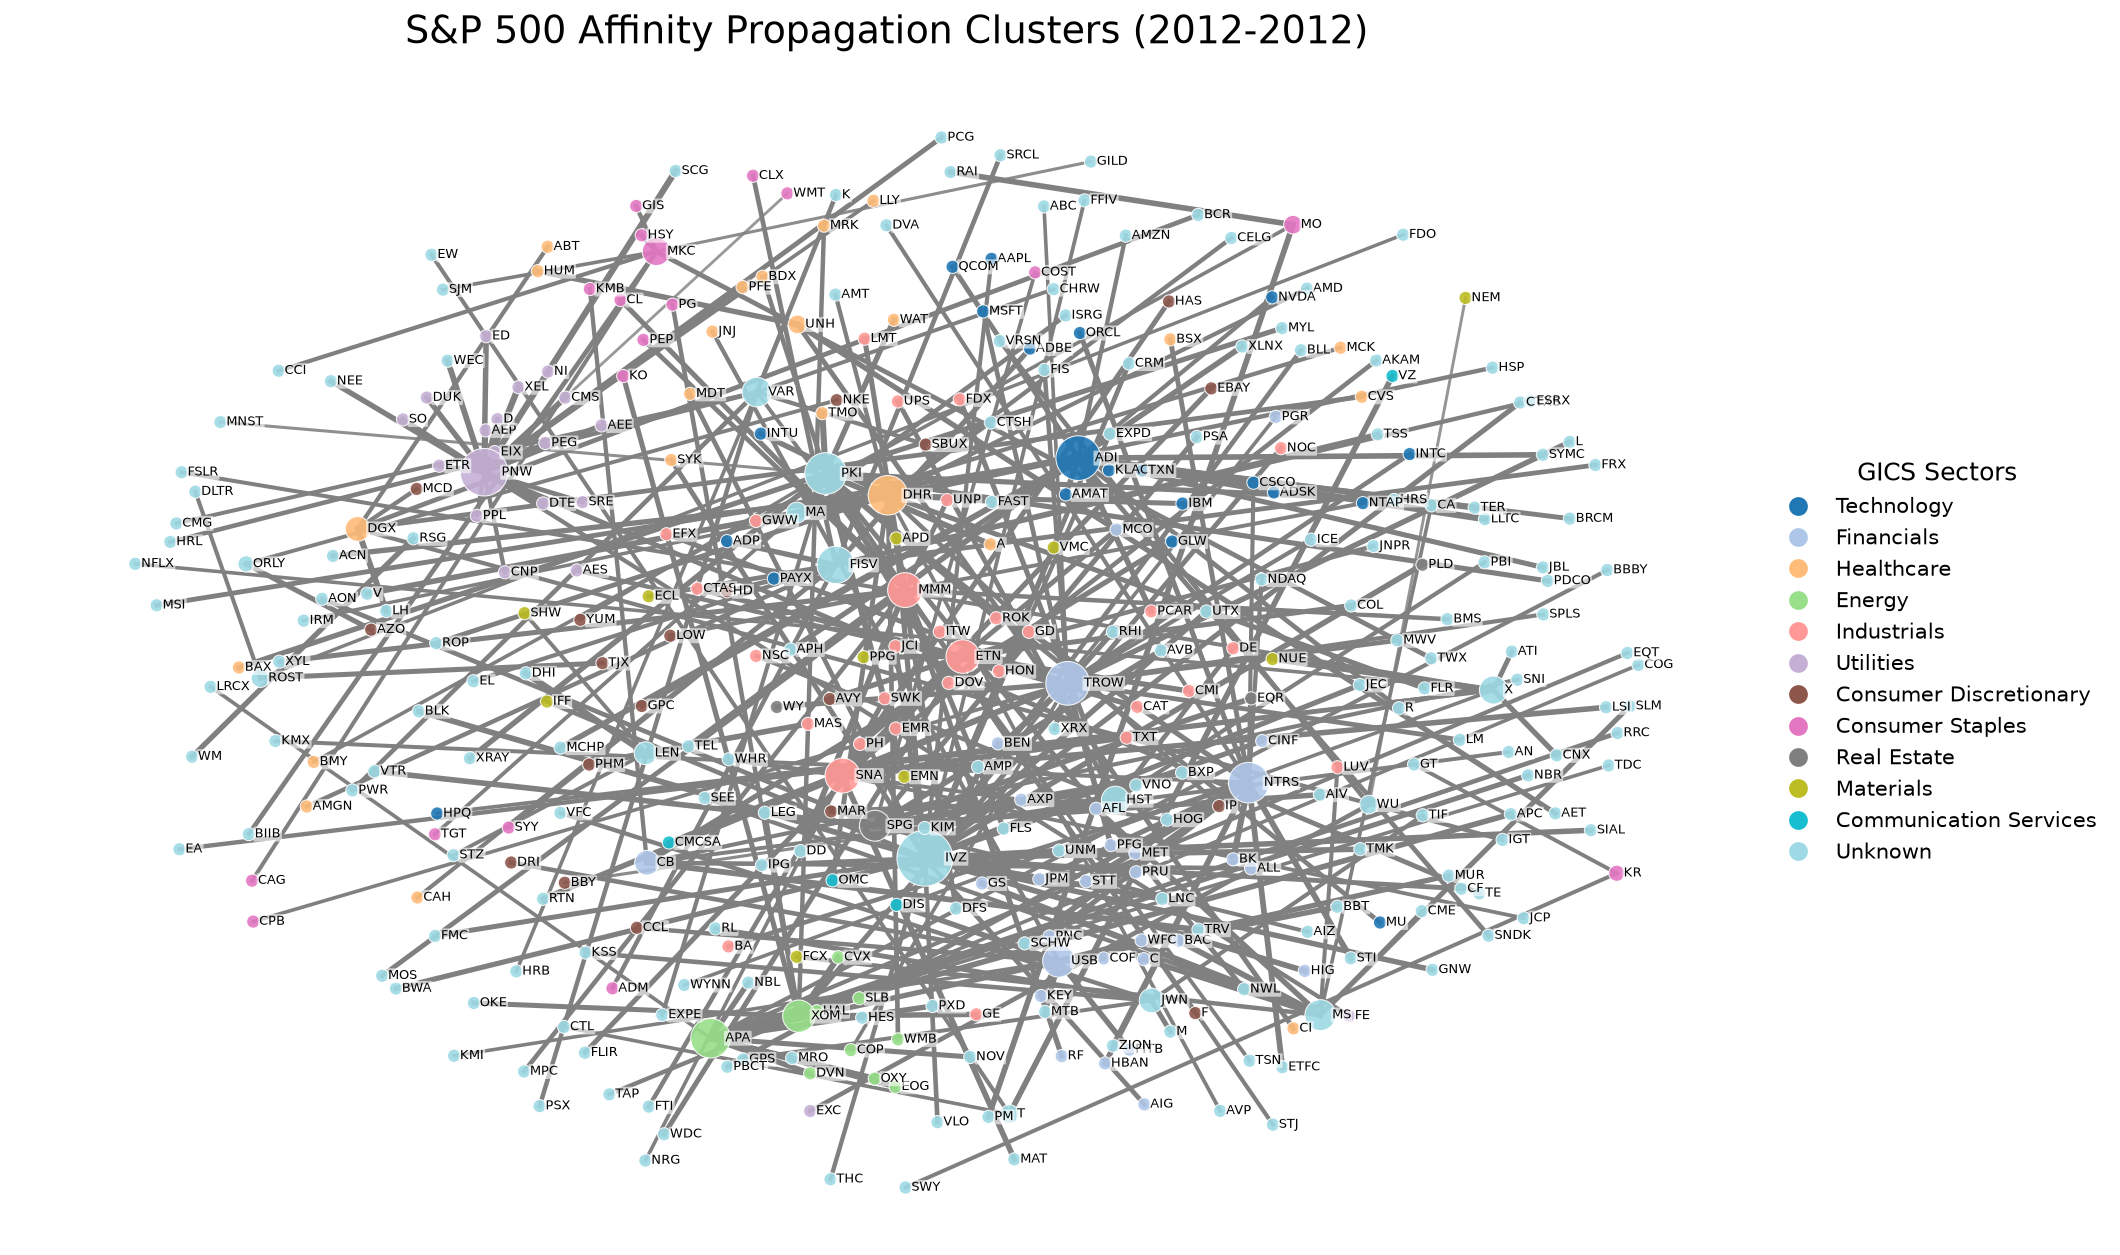 S&P 500 Affinity Propagation Clusters (2012-2012)
PCG
SRCL
GILD
RAI
SCG
CLX
WMT
K
LLY
FFIV
ABC
GIS
BCR
MRK
DVA
MO
HSY
AMZN
CELG
FDO
ABT
MKC
EW
HUM
QCOM
AAPL
COST
BDX
PFE
SJM
KMB
CL
PG
AMT
CHRW
HAS
NVDA
AMD
NEM
MSFT
ISRG
JNJ
UNH
WAT
MYL
ED
PEP
LMT
VRSN
ADBE
ORCL
BSX
XLNX
BLL
MCK
WEC
CRM
AKAM
CCI
NEE
NI
KO
FIS
VZ
HSP
XEL
EBAY
DUK
CMS
MDT
VAR
NKE
UPS
FDX
CVS
ESRX
SO
D
TMO
CTSH
PGR
MNST
AEP
AEE
INTU
EXPD
PSA
TSS
PEG
SBUX
NOC
L
EIX
ETR
PNW
SYK
PKI
ADI
INTC
SYMC
FSLR
KLAC
TXN
FRX
DLTR
MCD
DHR
AMAT
CSCO
ADSK
DTE
SRE
UNP
FAST
IBM
NTAP
HRS
CA
TER
CMG
PPL
GWW
MA
LLTC
BRCM
DGX
EFX
MCO
HRL
RSG
ADP
APD
A
VMC
GLW
ICE
JNPR
ACN
NFLX
ORLY
CNP
AES
FISV
PLD
PBI
JBL
BBBY
PAYX
NDAQ
PDCO
V
CTAS
HD
MMM
MSI
AON
LH
ECL
COL
SHW
PCAR
UTX
SPLS
IRM
YUM
ROK
BMS
AZO
LOW
ITW
GD
RHI
ROP
JCI
MWV
APH
NSC
PPG
ETN
AVB
DE
ATI
EQT
BAX
XYL
TJX
NUE
TWX
COG
ROST
DHI
HON
LRCX
EL
DOV
TROW
CMI
JEC
FLR
X
SNI
IFF
GPC
WY
AVY
SWK
EQR
BLK
CAT
R
LSI
SLM
MAS
EMR
XRX
KMX
MCHP
TEL
PH
BEN
TXT
CINF
LM
RRC
WM
XRAY
LEN
WHR
AN
CNX
BMY
PHM
AMP
LUV
GT
TDC
VTR
SNA
EMN
BXP
NBR
PWR
VNO
NTRS
AMGN
SEE
AXP
HST
AIV
WU
HPQ
VFC
LEG
MAR
AFL
IP
TIF
APC
AET
TGT
SYY
SPG
KIM
FLS
HOG
BIIB
SIAL
EA
CMCSA
DD
PFG
IGT
STZ
IVZ
UNM
MET
TMK
DRI
CB
IPG
BK
ALL
CAG
BBY
OMC
GS
JPM
STT
PRU
MUR
KR
CF
TE
CAH
RTN
DIS
DFS
LNC
BBT
CME
CPB
MU
JCP
FMC
CCL
RL
PNC
TRV
AIZ
SNDK
BA
SCHW
WFC
BAC
KSS
FCX
CVX
USB
COF
C
STI
HRB
HIG
GNW
MOS
BWA
ADM
WYNN
NBL
NWL
OKE
SLB
KEY
JWN
PXD
EXPE
XOM
HAL
HES
GE
MTB
F
MS
FE
CTL
CI
M
APA
WMB
KMI
FLIR
COP
ZION
GPS
MRO
NOV
RF
MPC
PBCT
HBAN
TSN
ETFC
DVN
OXY
EOG
TAP
PSX
FTI
EXC
AIG
AVP
PM
T
VLO
STJ
WDC
NRG
MAT
THC
SWY
GICS Sectors
Technology
Financials
Healthcare
Energy
Industrials
Utilities
Consumer Discretionary
Consumer Staples
Real Estate
Materials
Communication Services
Unknown